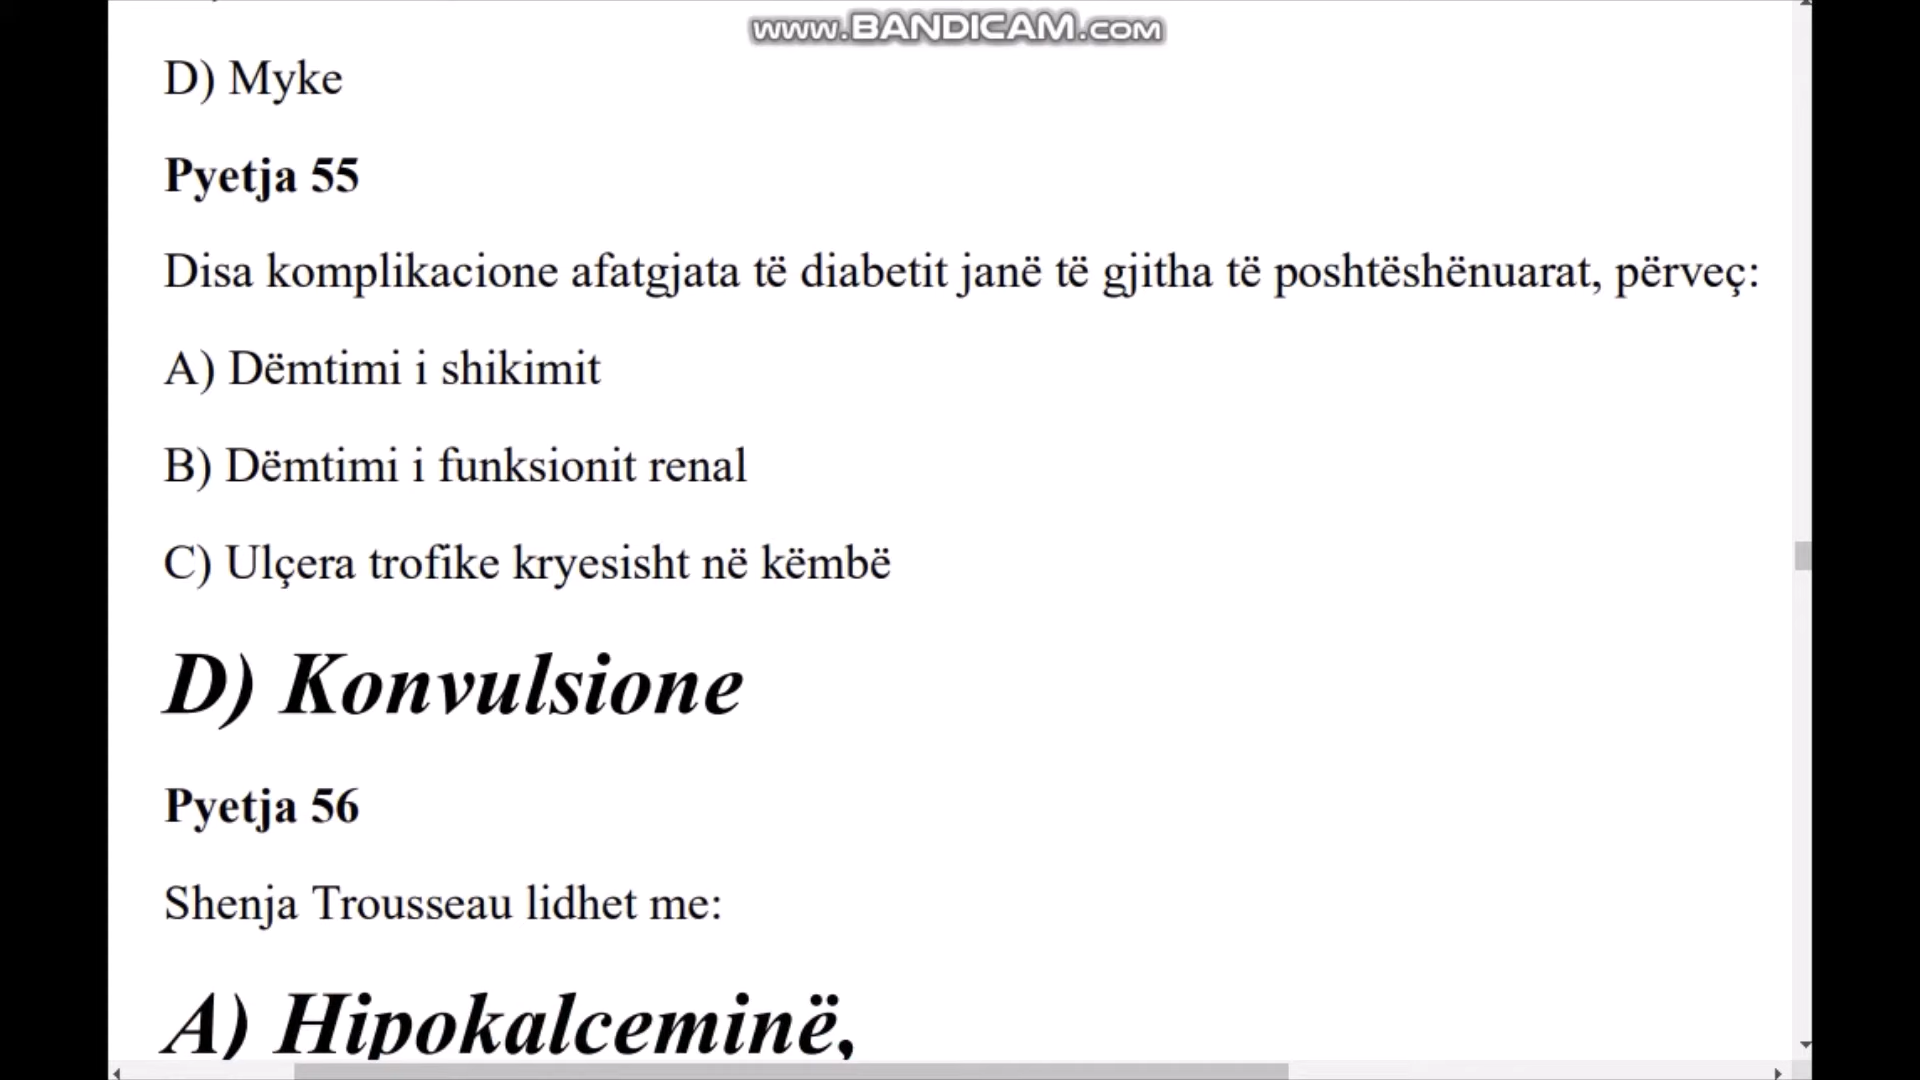 www.BANDICAM.com
D) Myke
Pyetja 55
Disa komplikacione afatgjata të diabetit janë të gjitha të poshtëshënuarat, përveç:
A) Dëmtimi i shikimit
B) Dëmtimi i funksionit renal
C) Ulçera trofike kryesisht në këmbë
D) Konvulsione
Pyetja 56
Shenja Trousseau lidhet me:
A) Hipokalceminë,